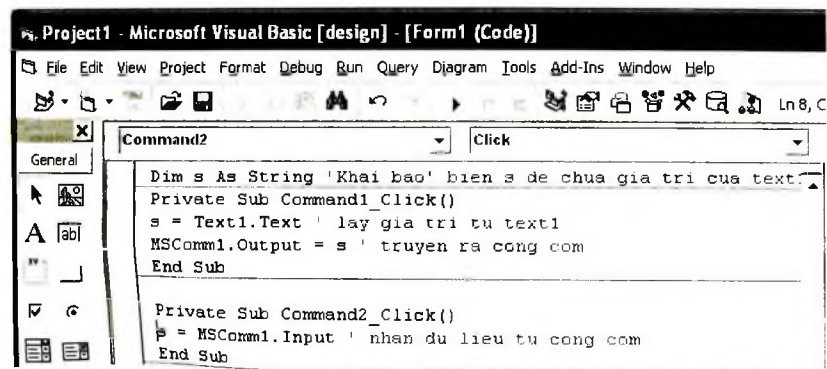 Project1 - Microsoft Visual Basic [design] - [Form1 (Code)]
File Edit View Project Format Debug Run Query Diagram Tools Add-Ins Window Help
Ln 8, C
Command2 Click
General
Dim s As String 'Khai bao' bien s de chua gia tri cua text
Private Sub Command1_Click()
s = Text1.Text ' lay gia tri tu text1
MSComm1.Output = s ' truyen ra cong com
End Sub
Private Sub Command2_Click()
= MSComm1.Input ' nhan du lieu tu cong com
End Sub